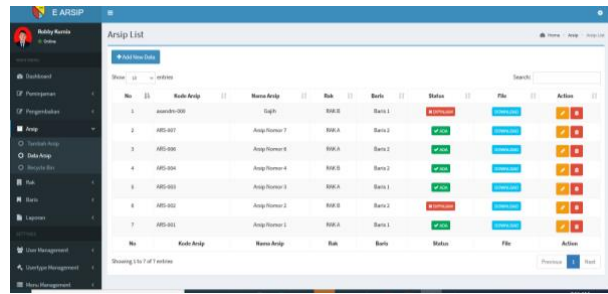 E ARSIP
Robby Kurnia
Online
Arsip List
Home / Arsip / Arsip List
Add New Data
Dashboard
Peminjaman
Show 10 entries
Search:
Pengembalian
No Kode Arsip Nama Arsip Rak Baris Status File Action
Arsip
1 Rak B Baris 1 DIPINJAM DOWNLOAD
Tambah Arsip
2 ARS-007 Arsip Nomor 7 RAK A Baris 2 ADA DOWNLOAD
Data Arsip
3 ARS-006 Arsip Nomor 6 RAK A Baris 2 ADA DOWNLOAD
Recycle Bin
4 ARS-004 Arsip Nomor 4 RAK B Baris 2 ADA DOWNLOAD
Rak
5 ARS-003 Arsip Nomor 3 RAK A Baris 1 ADA DOWNLOAD
Baris
6 ARS-002 Arsip Nomor 2 RAK B Baris 2 DIPINJAM DOWNLOAD
Laporan
7 ARS-001 Arsip Nomor 1 RAK A Baris 1 ADA DOWNLOAD
No Kode Arsip Nama Arsip Rak Baris Status File Action
User Management
Showing 1 to 7 of 7 entries
Previous 1 Next
Usertype Management
Menu Management